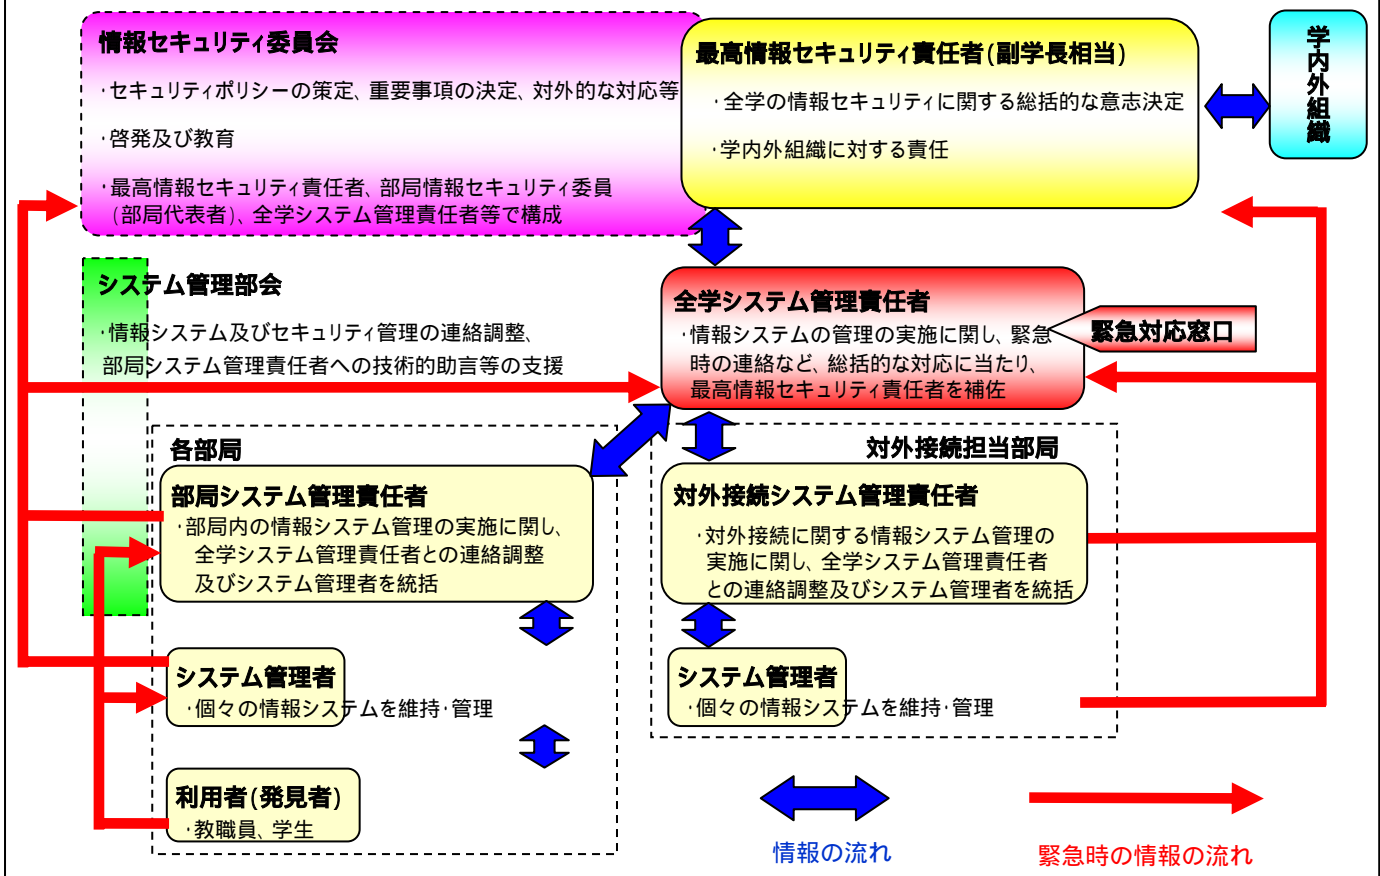 情報セキュリティ委員会
・セキュリティポリシーの策定、重要事項の決定、対外的な対応等
・啓発及び教育
・最高情報セキュリティ責任者、部局情報セキュリティ委員
(部局代表者)、全学システム管理責任者等で構成
最高情報セキュリティ責任者(副学長相当)
・全学の情報セキュリティに関する総括的な意志決定
・学内外組織に対する責任
学内外組織
システム管理部会
・情報システム及びセキュリティ管理の連絡調整、
部局システム管理責任者への技術的助言等の支援
全学システム管理責任者
・情報システムの管理の実施に関し、緊急
時の連絡など、総括的な対応に当たり、
最高情報セキュリティ責任者を補佐
緊急対応窓口
各部局
部局システム管理責任者
・部局内の情報システム管理の実施に関し、
全学システム管理責任者との連絡調整
及びシステム管理者を統括
システム管理者
・個々の情報システムを維持・管理
利用者(発見者)
・教職員、学生
対外接続担当部局
対外接続システム管理責任者
・対外接続に関する情報システム管理の
実施に関し、全学システム管理責任者
との連絡調整及びシステム管理者を統括
システム管理者
・個々の情報システムを維持・管理
情報の流れ
緊急時の情報の流れ